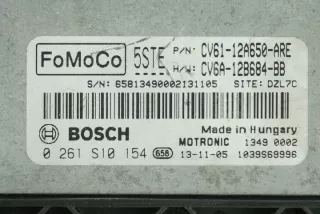 FoMoCo 5STE P/N: CV61-12A650-ARE
H/W: CV6A-12B684-BB
S/N: 65813490002131105 SITE: DZL7C
BOSCH Made in Hungary
MOTRONIC 1349 0002
0 261 S10 154 658 13-11-05 1039S69996